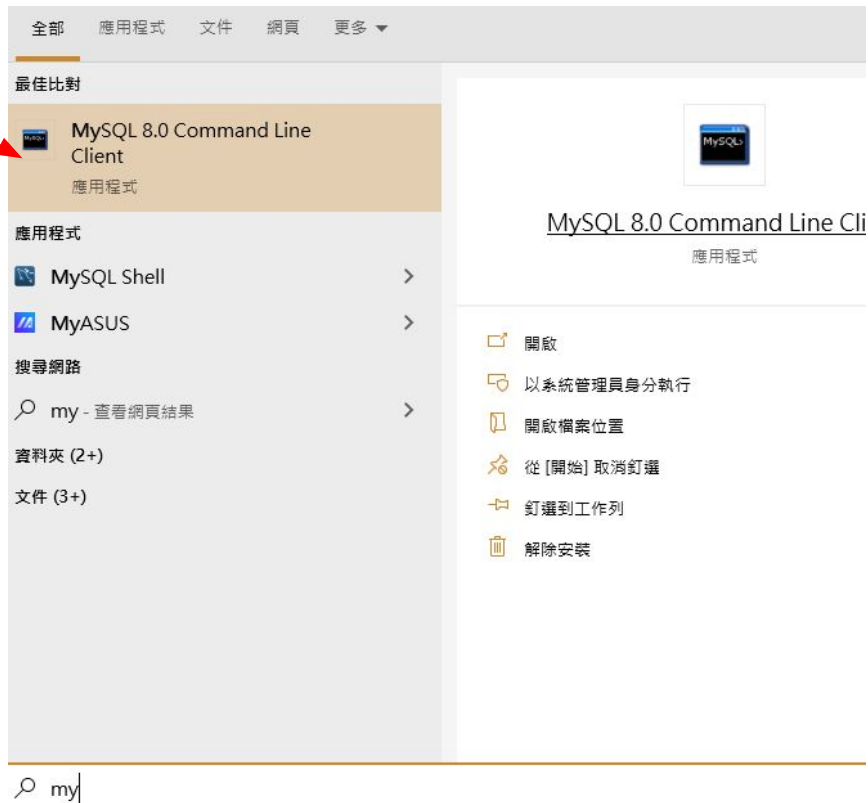 全部 應用程式 文件 網頁 更多
最佳比對
MySQL 8.0 Command Line
Client
應用程式
應用程式
MySQL Shell
MyASUS
搜尋網路
my - 查看網頁結果
資料夾 (2+)
文件 (3+)
MySQL>
MySQL 8.0 Command Line Cli
應用程式
開啟
以系統管理員身分執行
開啟檔案位置
從 [開始] 取消釘選
釘選到工作列
解除安裝
my